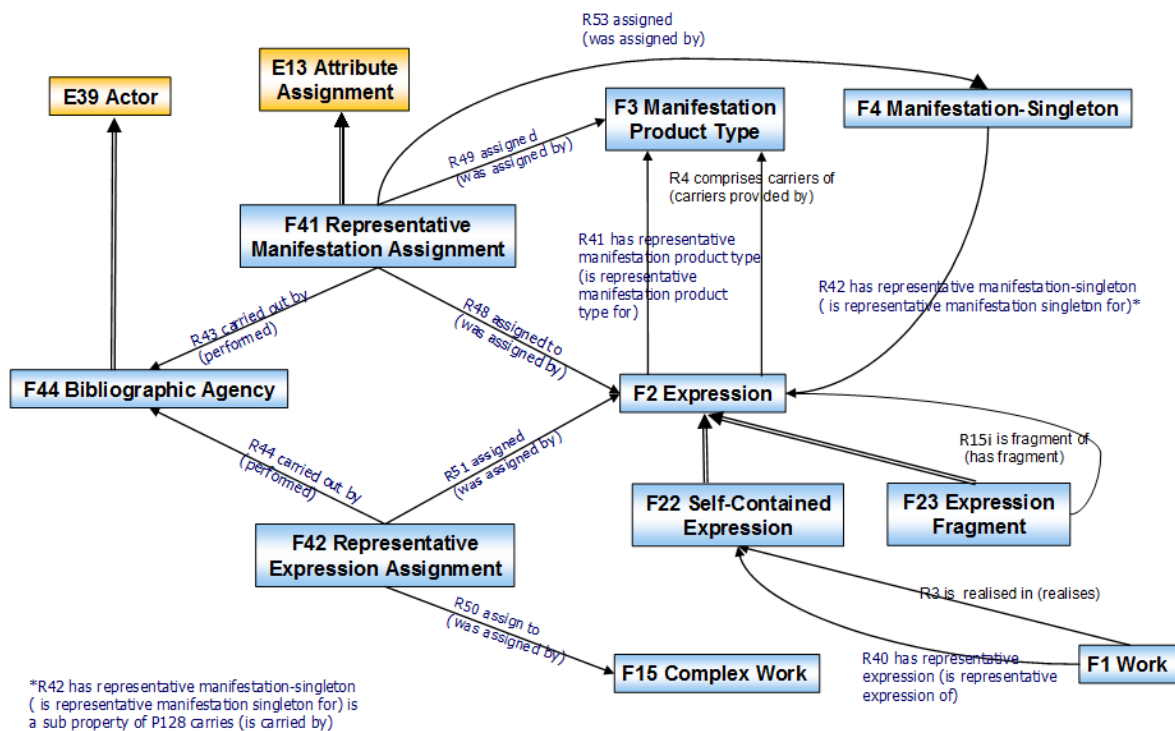 R53 assigned
(was assigned by)
E13 Attribute
Assignment
E39 Actor
F3 Manifestation
Product Type
F4 Manifestation-Singleton
R49 assigned
(was assigned by)
R4 comprises carriers of
(carriers provided by)
F41 Representative
Manifestation Assignment
R41 has representative
manifestation product type
(is representative
manifestation product
type for)
R42 has representative manifestation-singleton
( is representative manifestation singleton for)*
R43 carried out by
(performed)
R48 assigned to
(was assigned by)
F44 Bibliographic Agency
F2 Expression
R15i is fragment of
(has fragment)
R44 carried out by
(performed)
R51 assigned
(was assigned by)
F22 Self-Contained
Expression
F23 Expression
Fragment
F42 Representative
Expression Assignment
R3 is realised in (realises)
R50 assign to
(was assigned by)
F15 Complex Work
R40 has representative
expression (is representative
expression of)
F1 Work
*R42 has representative manifestation-singleton
( is representative manifestation singleton for) is
a sub property of P128 carries (is carried by)